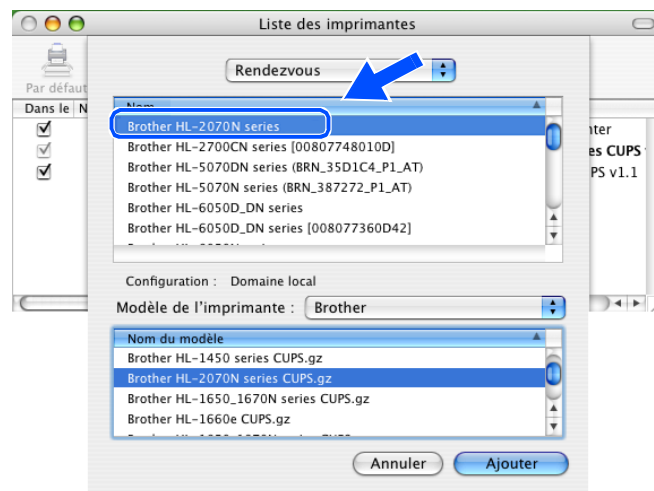 Liste des imprimantes
Par défaut
Rendezvous
Dans le N
Nom
Brother HL-2070N series
Brother HL-2700CN series [00807748010D]
Brother HL-5070DN series (BRN_35D1C4_P1_AT)
Brother HL-5070N series (BRN_387272_P1_AT)
Brother HL-6050D_DN series
Brother HL-6050D_DN series [008077360D42]
nter
es CUPS
PS v1.1
Configuration : Domaine local
Modèle de l'imprimante : Brother
Nom du modèle
Brother HL-1450 series CUPS.gz
Brother HL-2070N series CUPS.gz
Brother HL-1650_1670N series CUPS.gz
Brother HL-1660e CUPS.gz
Annuler Ajouter